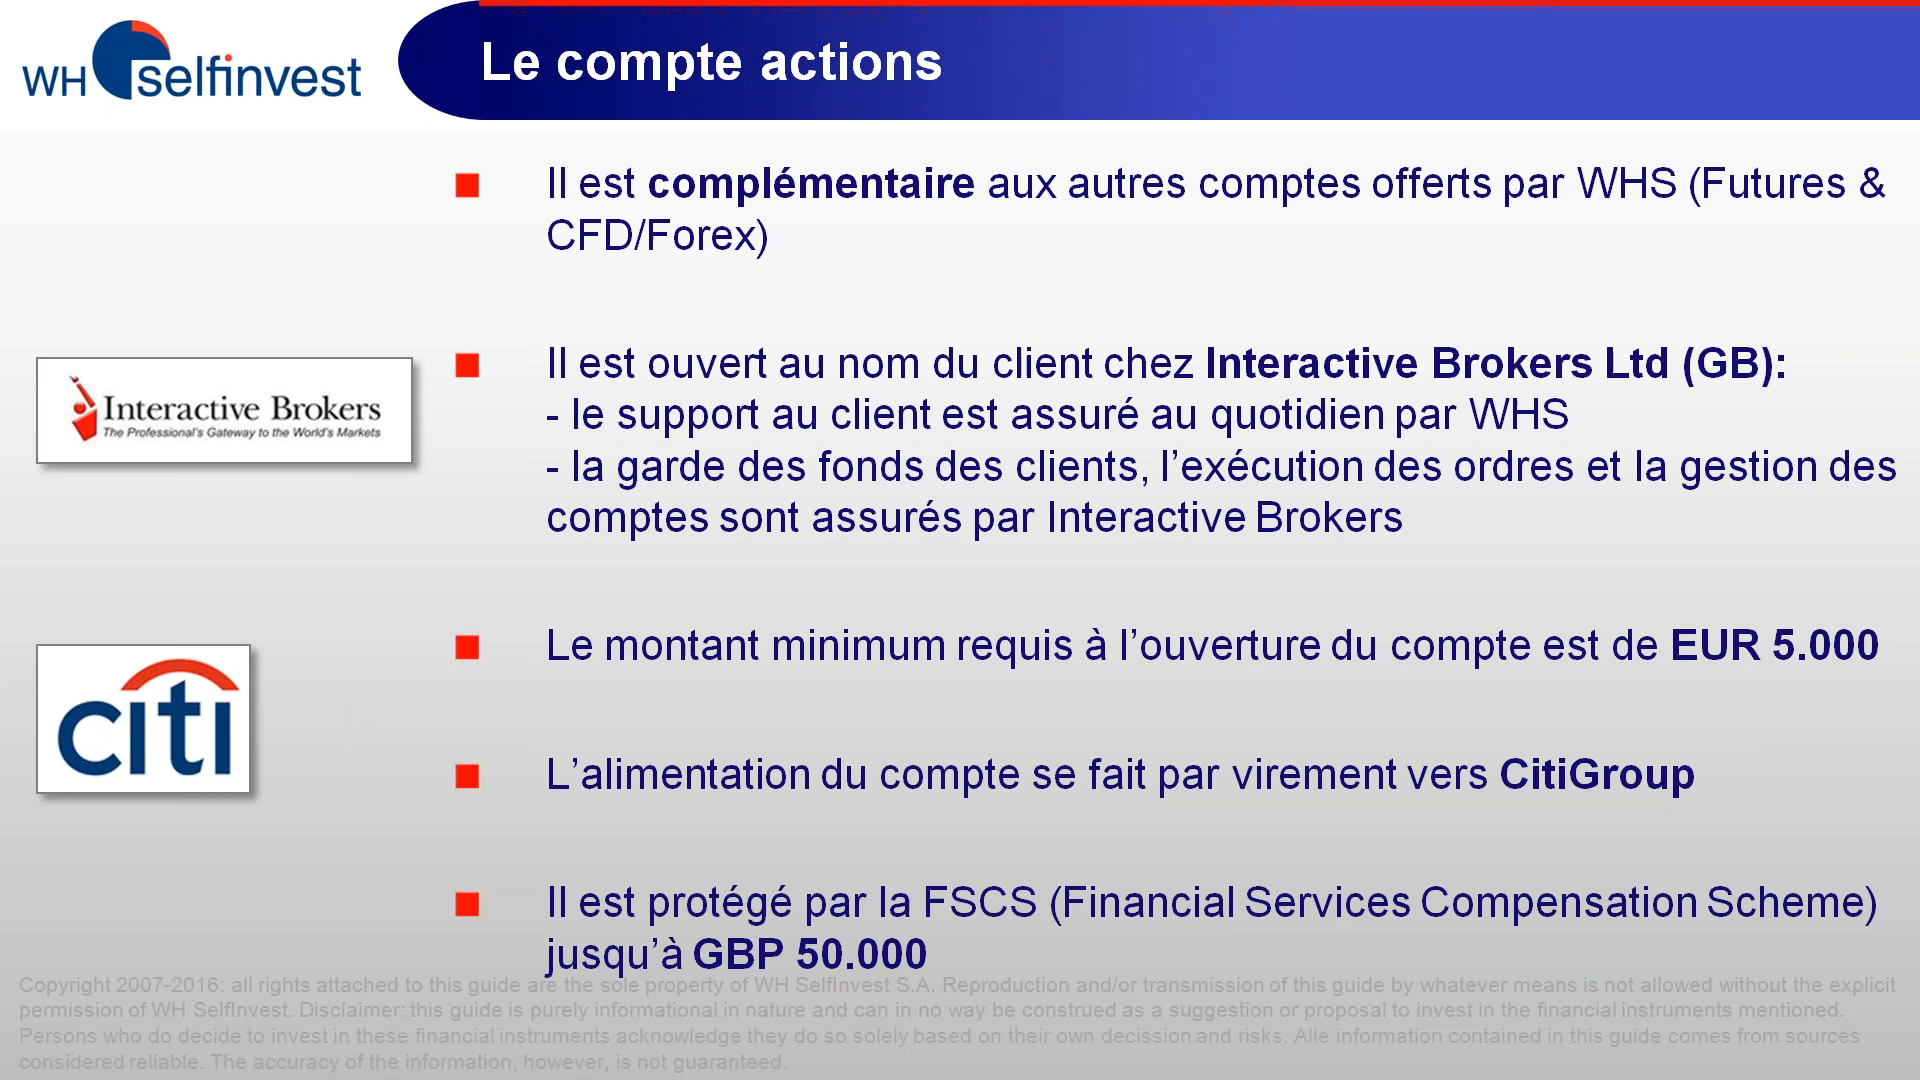 WH selfinvest
Le compte actions
Il est complémentaire aux autres comptes offerts par WHS (Futures &
CFD/Forex)
Interactive Brokers
The Professional's Gateway to the World's Markets
Il est ouvert au nom du client chez Interactive Brokers Ltd (GB):
- le support au client est assuré au quotidien par WHS
- la garde des fonds des clients, l’exécution des ordres et la gestion des
comptes sont assurés par Interactive Brokers
citi
Le montant minimum requis à l’ouverture du compte est de EUR 5.000
L’alimentation du compte se fait par virement vers CitiGroup
Il est protégé par la FSCS (Financial Services Compensation Scheme)
jusqu’à GBP 50.000
Copyright 2007-2016: all rights attached to this guide are the sole property of WH SelfInvest S.A. Reproduction and/or transmission of this guide by whatever means is not allowed without the explicit
permission of WH SelfInvest. Disclaimer: this guide is purely informational in nature and can in no way be construed as a suggestion or proposal to invest in the financial instruments mentioned.
Persons who do decide to invest in these financial instruments acknowledge they do so solely based on their own decission and risks. Alle information contained in this guide comes from sources
considered reliable. The accuracy of the information, however, is not guaranteed.